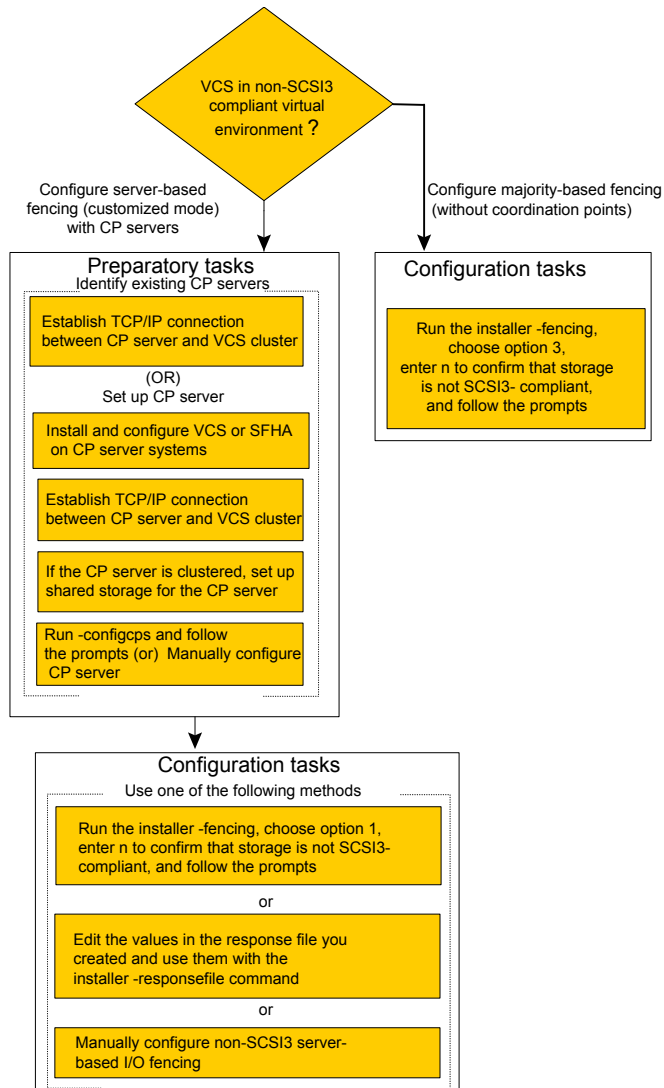 VCS in non-SCSI3
compliant virtual
environment ?
Configure server-based
fencing (customized mode)
with CP servers
Configure majority-based fencing
(without coordination points)
Preparatory tasks
Identify existing CP servers
Establish TCP/IP connection
between CP server and VCS cluster
(OR)
Set up CP server
Install and configure VCS or SFHA
on CP server systems
Establish TCP/IP connection
between CP server and VCS cluster
If the CP server is clustered, set up
shared storage for the CP server
Run -configcps and follow
the prompts (or) Manually configure
CP server
Configuration tasks
Run the installer -fencing,
choose option 3,
enter n to confirm that storage
is not SCSI3- compliant,
and follow the prompts
Configuration tasks
Use one of the following methods
Run the installer -fencing, choose option 1,
enter n to confirm that storage is not SCSI3-
compliant, and follow the prompts
or
Edit the values in the response file you
created and use them with the
installer -responsefile command
or
Manually configure non-SCSI3 server-
based I/O fencing